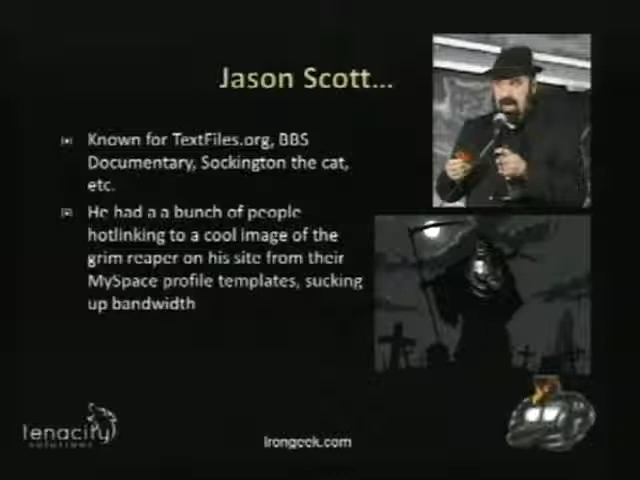 Jason Scott...
Known for TextFiles.org, BBS
Documentary, Sockington the cat,
etc.
He had a a bunch of people
hotlinking to a cool image of the
grim reaper on his site from their
MySpace profile templates, sucking
up bandwidth
tenacity
solutions
Irongeek.com